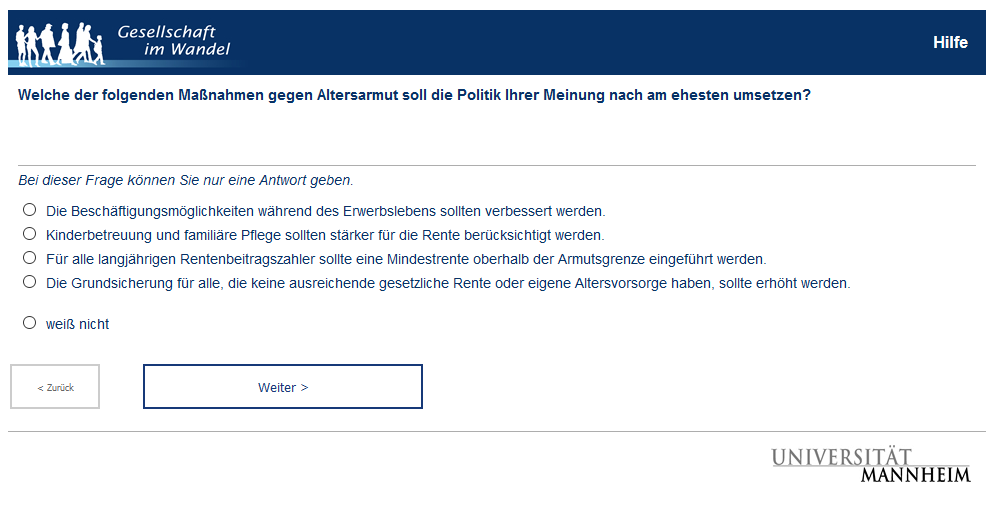 Gesellschaft
im Wandel
Hilfe
Welche der folgenden Maßnahmen gegen Altersarmut soll die Politik Ihrer Meinung nach am ehesten umsetzen?
Bei dieser Frage können Sie nur eine Antwort geben.
Die Beschäftigungsmöglichkeiten während des Erwerbslebens sollten verbessert werden.
Kinderbetreuung und familiäre Pflege sollten stärker für die Rente berücksichtigt werden.
Für alle langjährigen Rentenbeitragszahler sollte eine Mindestrente oberhalb der Armutsgrenze eingeführt werden.
Die Grundsicherung für alle, die keine ausreichende gesetzliche Rente oder eigene Altersvorsorge haben, sollte erhöht werden.
weiß nicht
< Zurück
Weiter >
UNIVERSITÄT
MANNHEIM